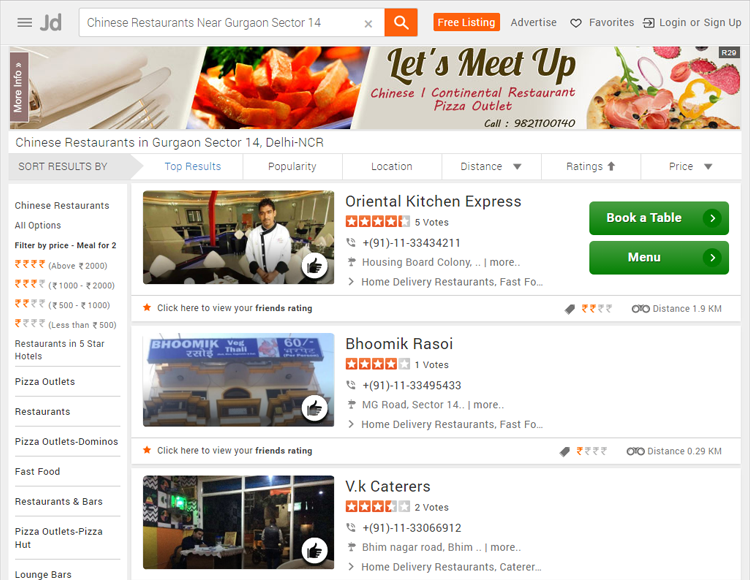 Jd
Chinese Restaurants Near Gurgaon Sector 14
Free Listing
Advertise
Favorites
Login or Sign Up
More Info »
Let's Meet Up
Chinese | Continental Restaurant
Pizza Outlet
Call : 9821100140
R29
Chinese Restaurants in Gurgaon Sector 14, Delhi-NCR
SORT RESULTS BY
Top Results
Popularity
Location
Distance
Ratings
Price
Chinese Restaurants
All Options
Filter by price - Meal for 2
₹₹₹₹ (Above ₹ 2000)
₹₹₹₹ (₹ 1000 - ₹ 2000)
₹₹₹₹ (₹ 500 - ₹ 1000)
₹₹₹₹ (Less than ₹ 500)
Restaurants in 5 Star
Hotels
Pizza Outlets
Restaurants
Pizza Outlets-Dominos
Fast Food
Restaurants & Bars
Pizza Outlets-Pizza
Hut
Lounge Bars
Oriental Kitchen Express
5 Votes
+(91)-11-33434211
Housing Board Colony, .. | more..
Home Delivery Restaurants, Fast Fo...
Book a Table
Menu
Click here to view your friends rating
₹₹₹₹
Distance 1.9 KM
BHOOMIK Veg
Thali
रसोई
60/-
भरपेट
(Per Person)
Bhoomik Rasoi
1 Votes
+(91)-11-33495433
MG Road, Sector 14.. | more..
Home Delivery Restaurants, Fast Fo...
Click here to view your friends rating
₹₹₹₹
Distance 0.29 KM
V.k Caterers
2 Votes
+(91)-11-33066912
Bhim nagar road, Bhim .. | more..
Home Delivery Restaurants, Caterer...